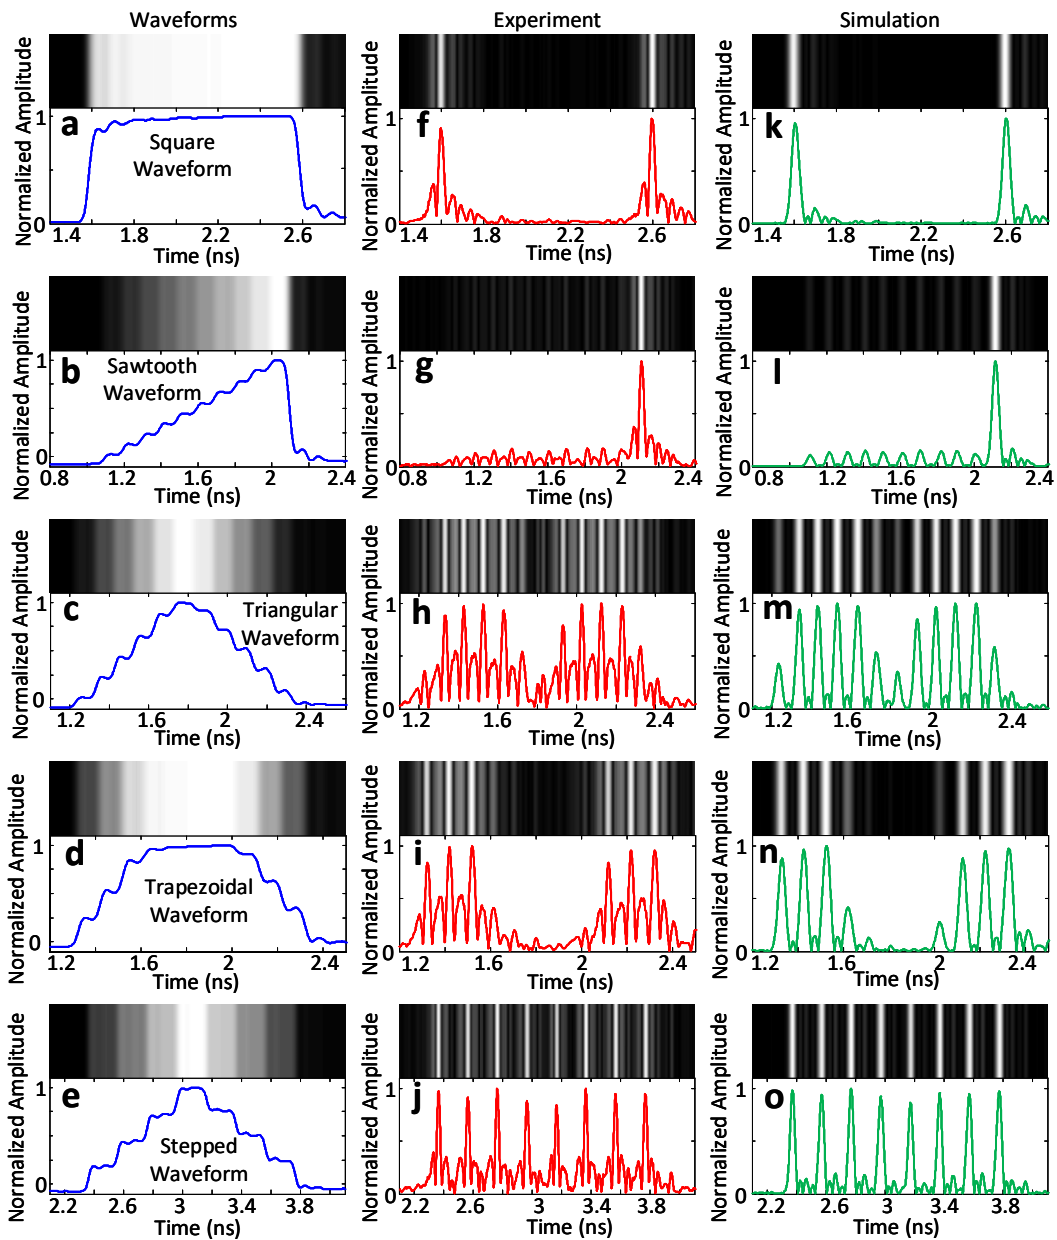 Waveforms Experiment Simulation
Normalized Amplitude
1
0
a
Square
Waveform
1.4 1.8 2.2 2.6
Time (ns)
Normalized Amplitude
1
0
f
1.4 1.8 2.2 2.6
Time (ns)
Normalized Amplitude
1
0
k
1.4 1.8 2.2 2.6
Time (ns)
Normalized Amplitude
1
0
b
Sawtooth
Waveform
0.8 1.2 1.6 2 2.4
Time (ns)
Normalized Amplitude
1
0
g
0.8 1.2 1.6 2 2.4
Time (ns)
Normalized Amplitude
1
0
l
0.8 1.2 1.6 2 2.4
Time (ns)
Normalized Amplitude
1
0
c
Triangular
Waveform
1.2 1.6 2 2.4
Time (ns)
Normalized Amplitude
1
0
h
1.2 1.6 2 2.4
Time (ns)
Normalized Amplitude
1
0
m
1.2 1.6 2 2.4
Time (ns)
Normalized Amplitude
1
0
d
Trapezoidal
Waveform
1.2 1.6 2 2.4
Time (ns)
Normalized Amplitude
1
0
i
1.2 1.6 2 2.4
Time (ns)
Normalized Amplitude
1
0
n
1.2 1.6 2 2.4
Time (ns)
Normalized Amplitude
1
0
e
Stepped
Waveform
2.2 2.6 3 3.4 3.8
Time (ns)
Normalized Amplitude
1
0
j
2.2 2.6 3 3.4 3.8
Time (ns)
Normalized Amplitude
1
0
o
2.2 2.6 3 3.4 3.8
Time (ns)